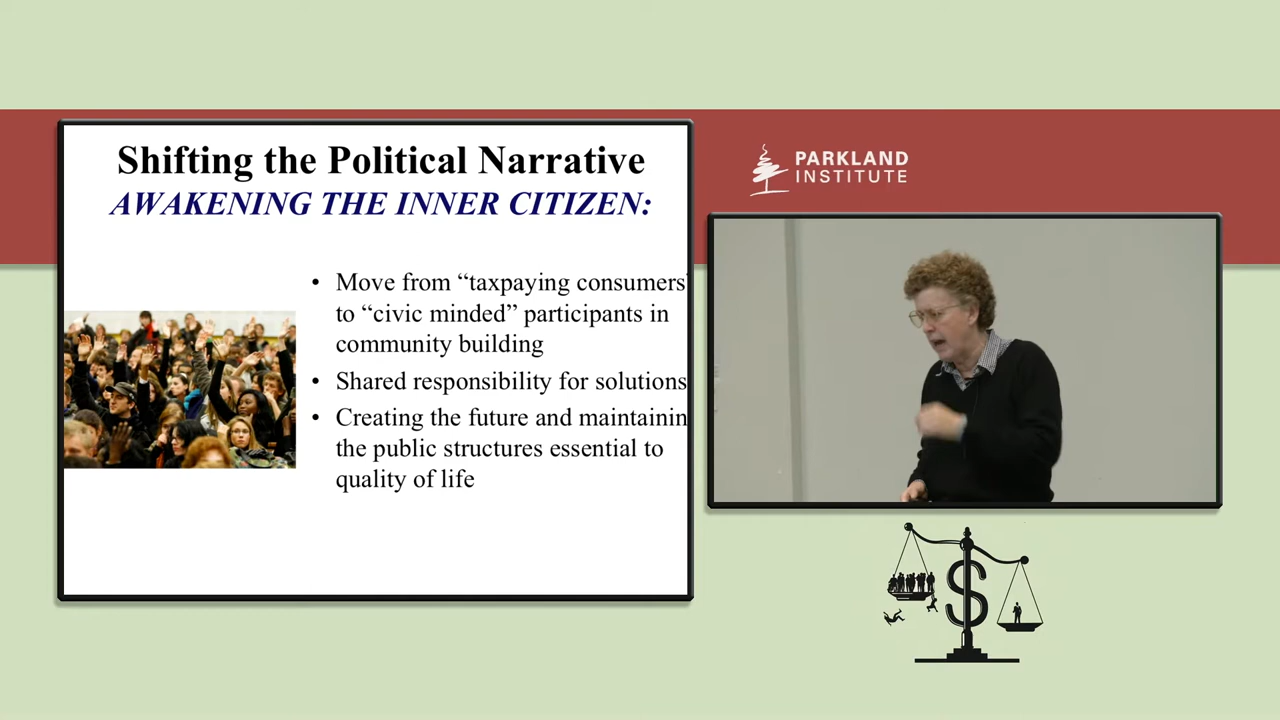 Shifting the Political Narrative
AWAKENING THE INNER CITIZEN:
• Move from “taxpaying consumers”
to “civic minded” participants in
community building
• Shared responsibility for solutions
• Creating the future and maintainin
the public structures essential to
quality of life
PARKLAND
INSTITUTE
$